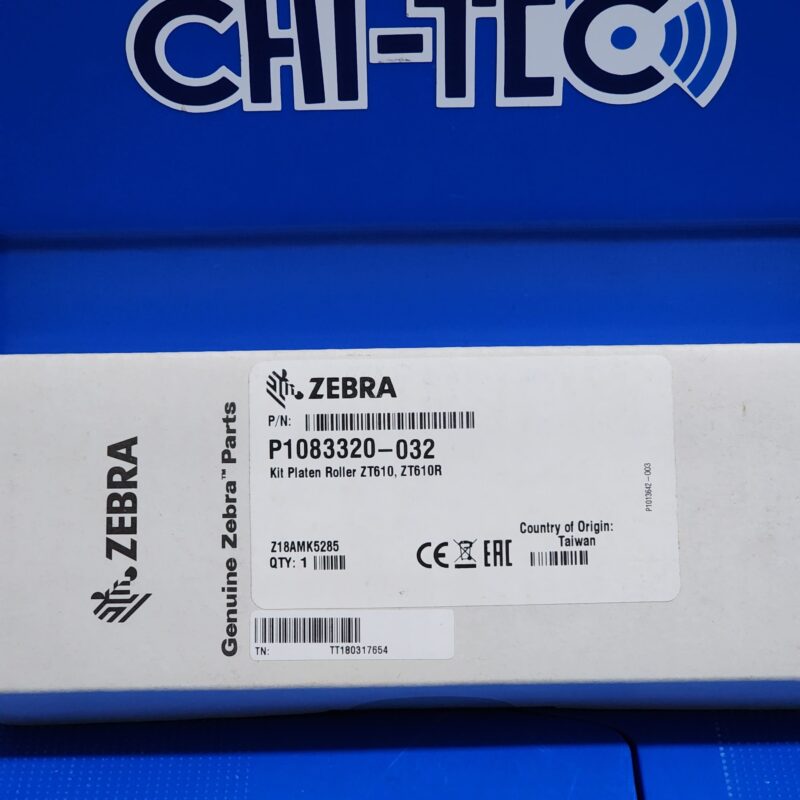 CHI-TEC
ZEBRA
Genuine Zebra™ Parts
ZEBRA
P/N:
P1083320-032
Kit Platen Roller ZT610, ZT610R
Z18AMK5285
QTY: 1
CE EAC
Country of Origin:
Taiwan
P1013642-003
TN: TT180317654